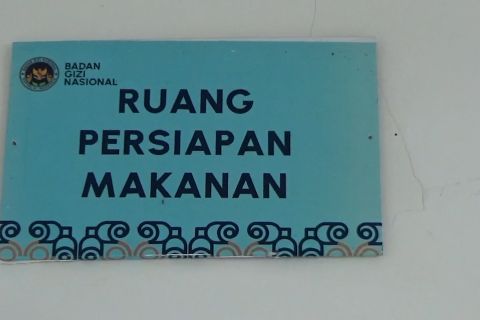 BADAN
GIZI
NASIONAL
RUANG
PERSIAPAN
MAKANAN